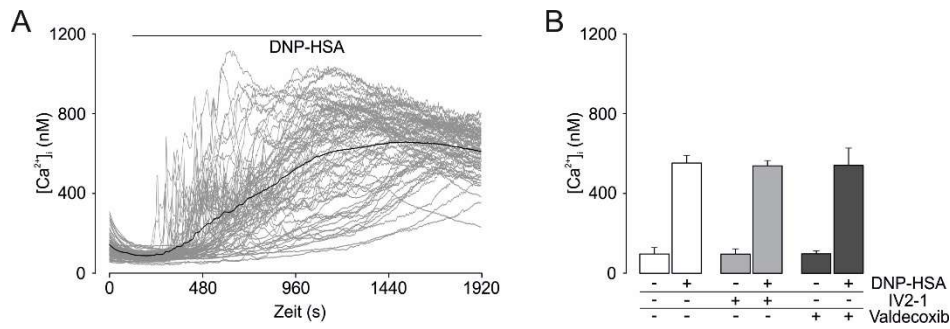 A
1200
800
400
0
[Ca²⁺]ᵢ (nM)
DNP-HSA
0 480 960 1440 1920
Zeit (s)
B
1200
800
400
0
[Ca²⁺]ᵢ (nM)
- + - + - + DNP-HSA
- - + + - - IV2-1
- - - - + + Valdecoxib